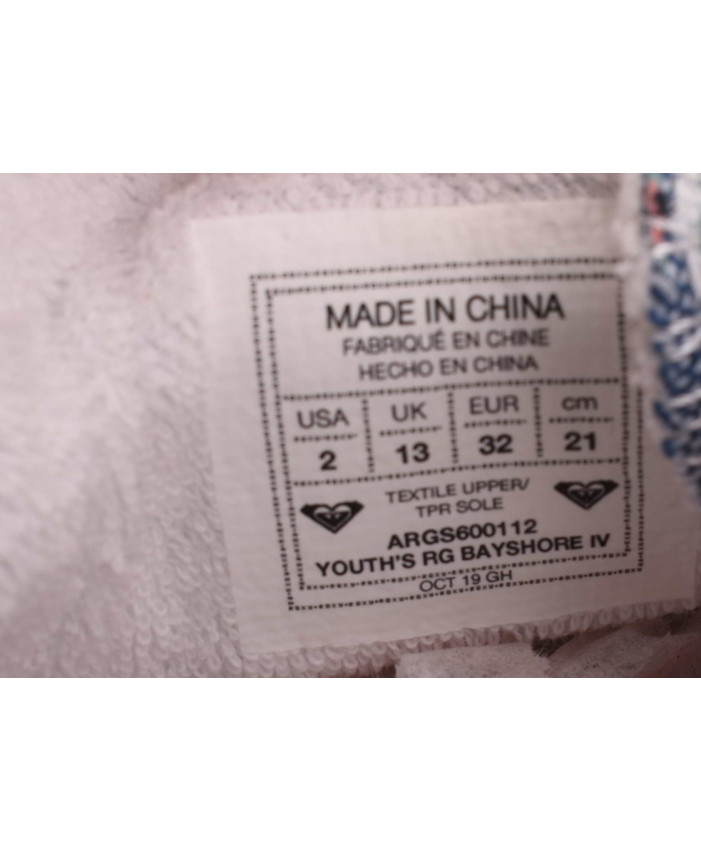 MADE IN CHINA
FABRIQUÉ EN CHINE
HECHO EN CHINA
USA UK EUR cm
2 13 32 21
TEXTILE UPPER/
TPR SOLE
ARGS600112
YOUTH'S RG BAYSHORE IV
OCT 19 GH